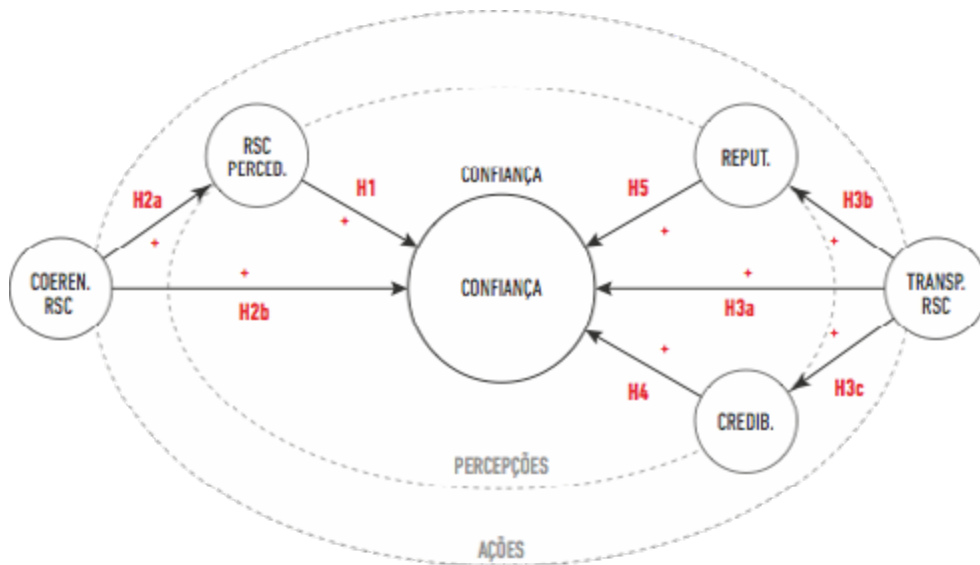 RSC
PERCED.
REPUT.
CONFIANÇA
H2a
H1
H5
H3b
+
+
+
+
COEREN.
RSC
+
CONFIANÇA
+
TRANSP.
RSC
H2b
H3a
+
+
H4
H3c
CREDIB.
PERCEPÇÕES
AÇÕES